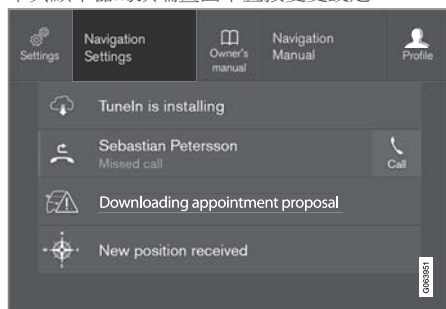 Settings
Navigation
Settings
Owner's
manual
Navigation
Manual
Profile
TuneIn is installing
Sebastian Petersson
Missed call
Call
Downloading appointment proposal
New position received
G063951